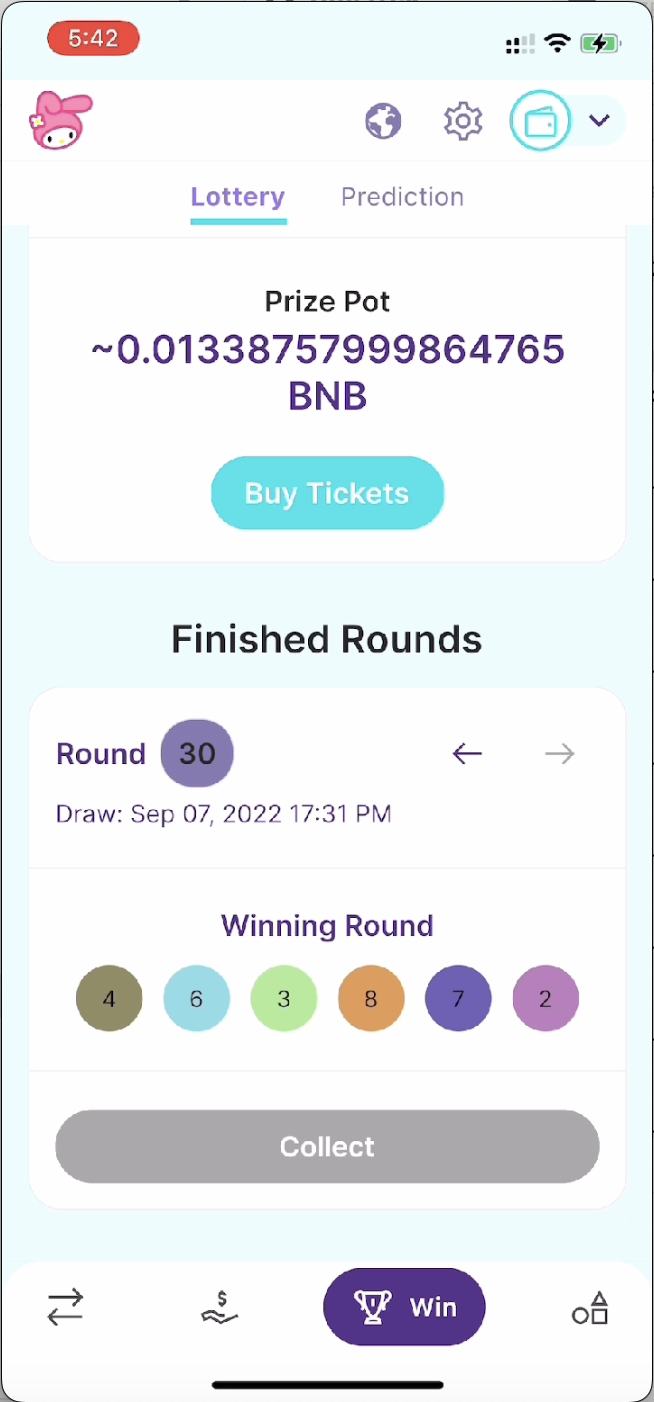 5:42
Lottery Prediction
Prize Pot
~0.01338757999864765
BNB
Buy Tickets
Finished Rounds
Round 30
Draw: Sep 07, 2022 17:31 PM
Winning Round
4 6 3 8 7 2
Collect
$
Win